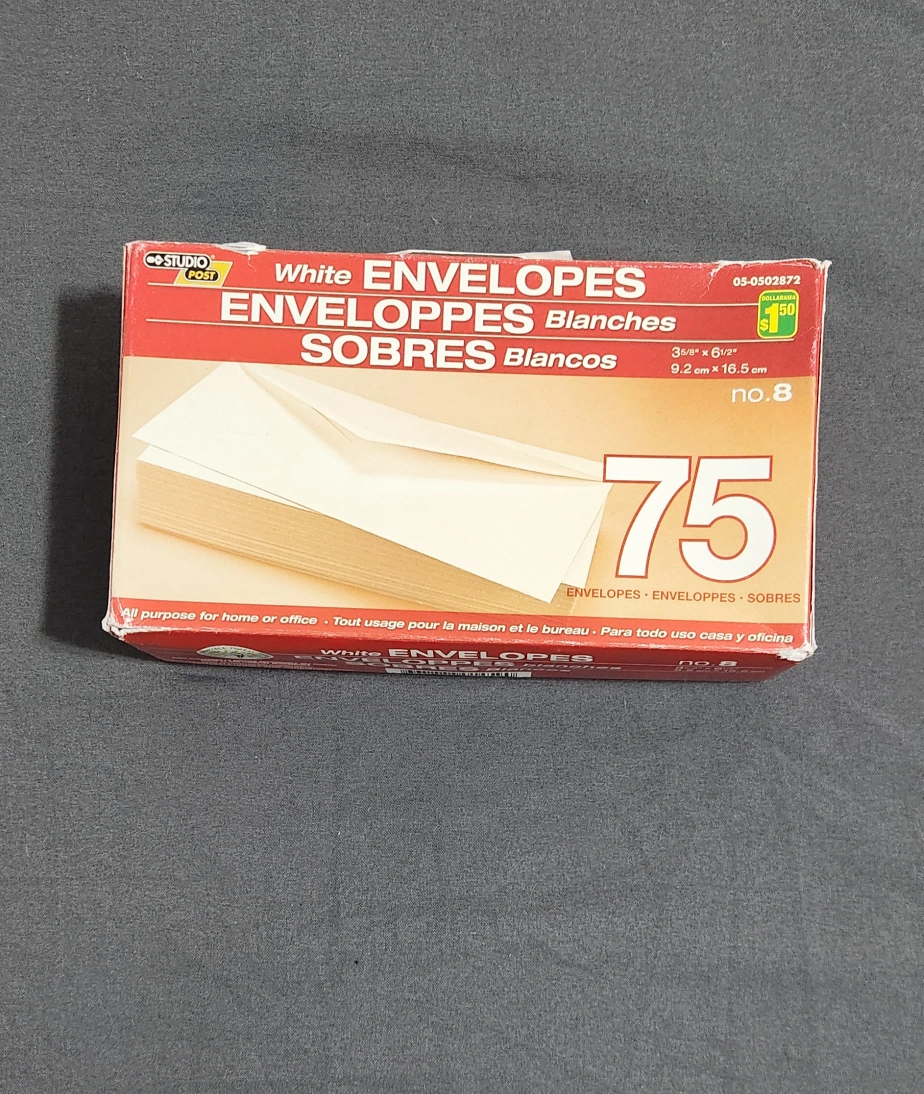 STUDIO
POST
White ENVELOPES
05-0502872
ENVELOPPES Blanches
DOLLARAMA
$1.50
SOBRES Blancos
3 5/8" x 6 1/2"
9.2 cm x 16.5 cm
no.8
75
ENVELOPES · ENVELOPPES · SOBRES
All purpose for home or office · Tout usage pour la maison et le bureau · Para todo uso casa y oficina
White ENVELOPES
no. 8
ENVELOPPES Blanches